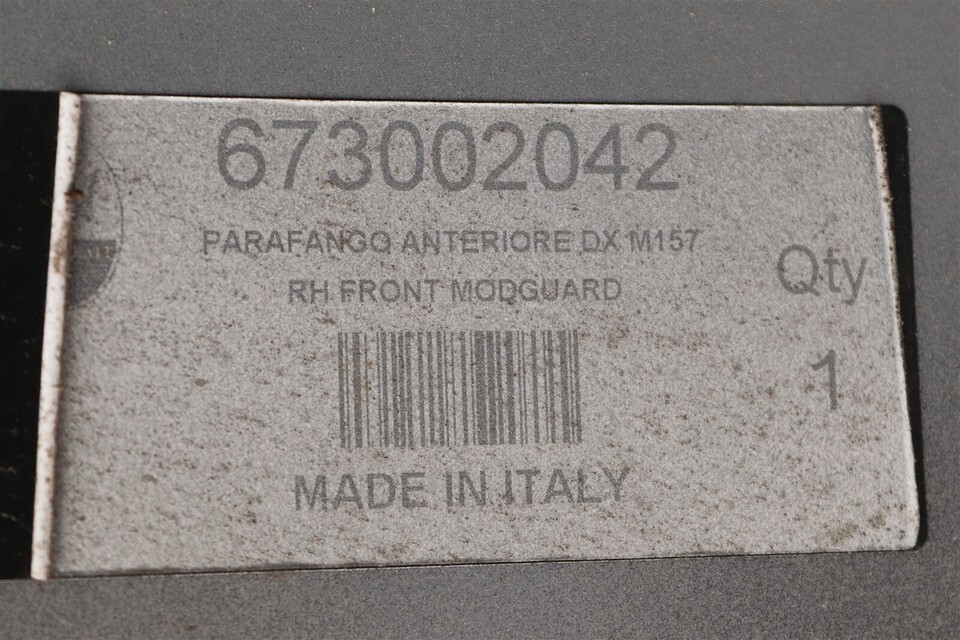 673002042
PARAFANGO ANTERIORE DX M157
RH FRONT MODGUARD
Qty
1
MADE IN ITALY